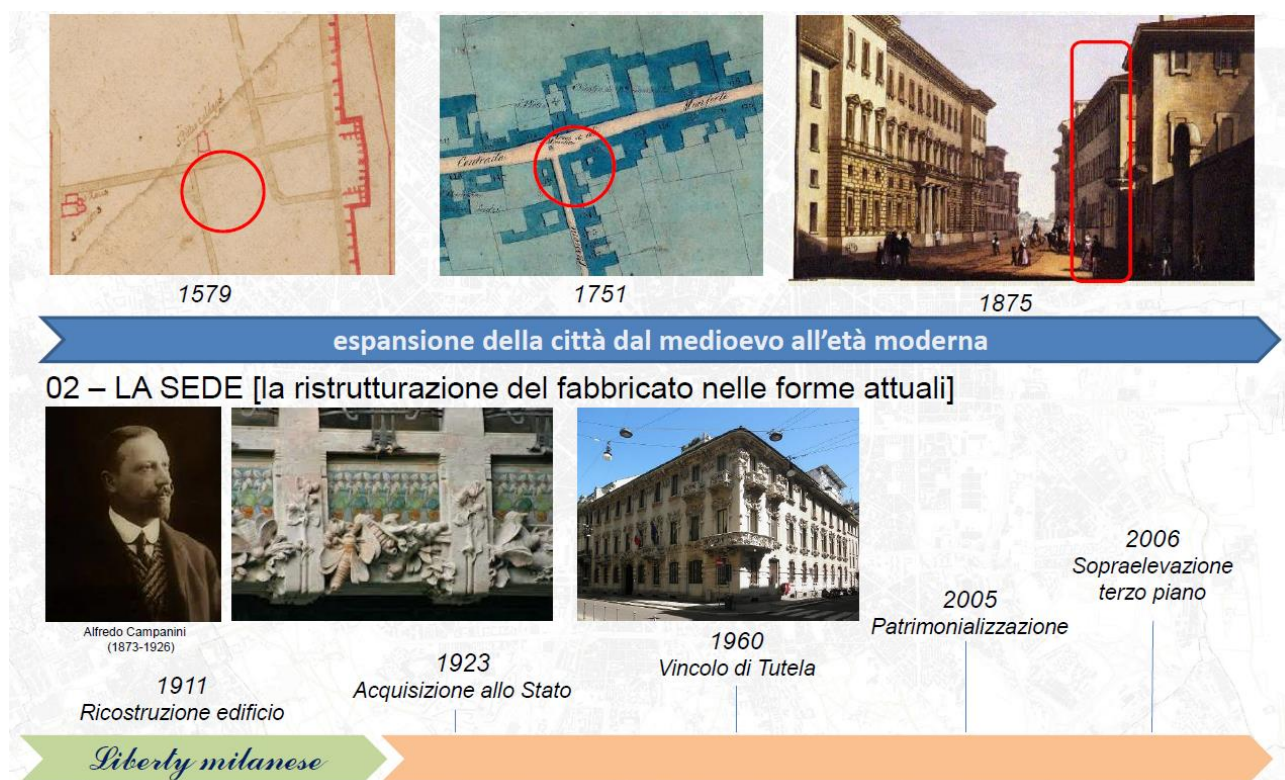 Contrada
Monforte
1579
1751
1875
espansione della città dal medioevo all'età moderna
02 – LA SEDE [la ristrutturazione del fabbricato nelle forme attuali]
Alfredo Campanini
(1873-1926)
1911
Ricostruzione edificio
1923
Acquisizione allo Stato
1960
Vincolo di Tutela
2005
Patrimonializzazione
2006
Sopraelevazione
terzo piano
Liberty milanese